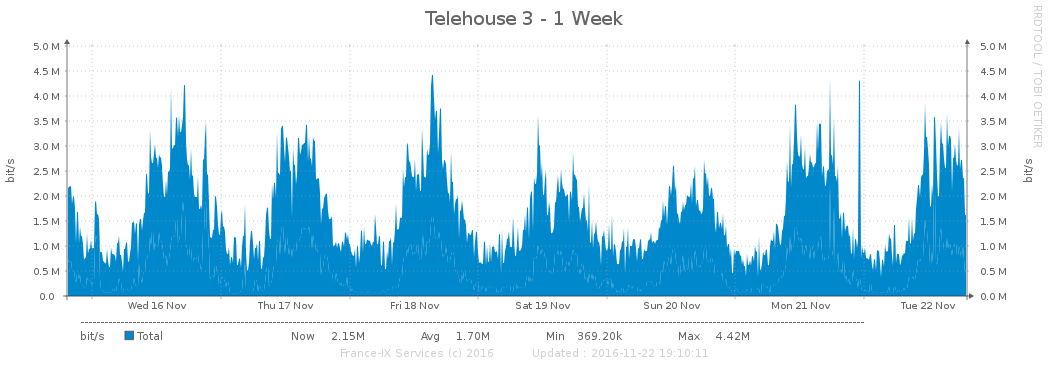 Telehouse 3 - 1 Week
RRDTOOL / TOBI OETIKER
5.0 M 5.0 M
4.5 M 4.5 M
4.0 M 4.0 M
3.5 M 3.5 M
3.0 M 3.0 M
2.5 M 2.5 M
2.0 M 2.0 M
1.5 M 1.5 M
1.0 M 1.0 M
0.5 M 0.5 M
0.0 0.0 M
bit/s bit/s
Wed 16 Nov Thu 17 Nov Fri 18 Nov Sat 19 Nov Sun 20 Nov Mon 21 Nov Tue 22 Nov
bit/s Total Now 2.15M Avg 1.70M Min 369.20k Max 4.42M
France-IX Services (c) 2016 Updated : 2016-11-22 19:10:11